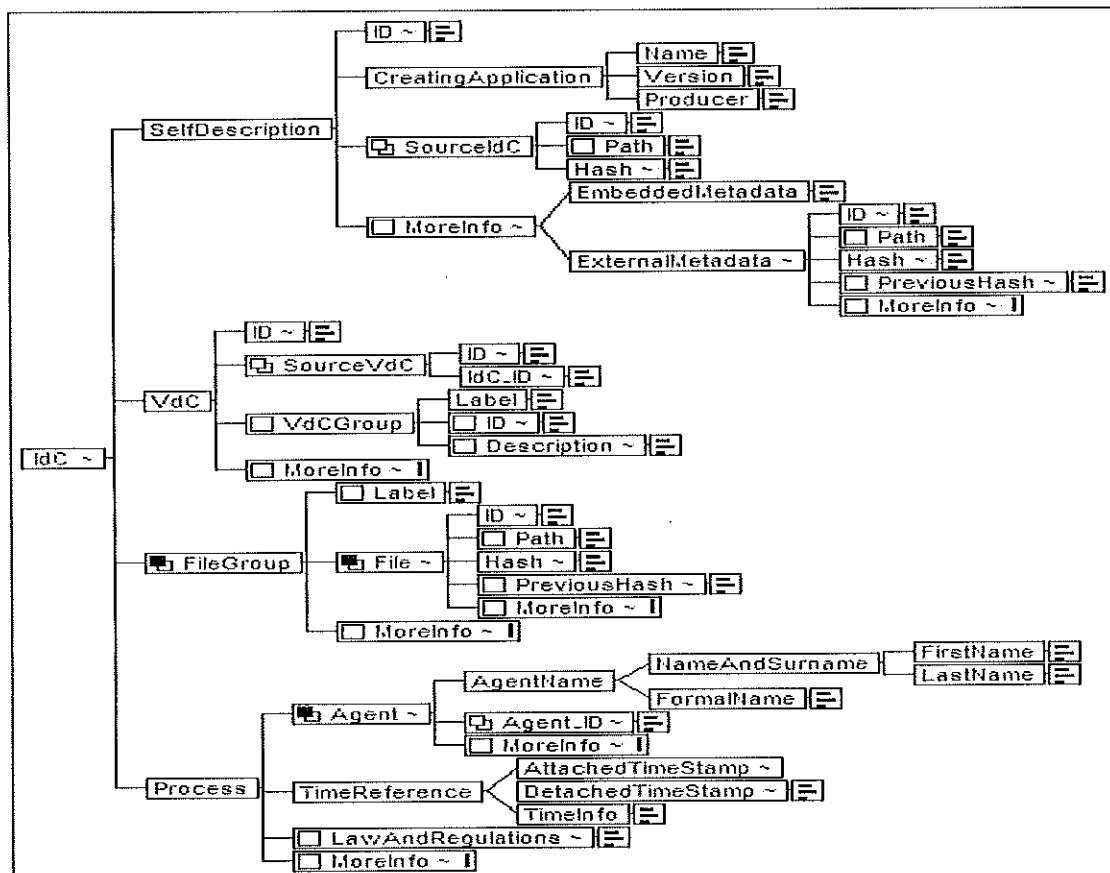 ID ~
Name
CreatingApplication
Version
Producer
SelfDescription
ID ~
SourceIdC
Path
Hash ~
EmbeddedMetadata
MoreInfo ~
ID ~
Path
ExternalMetadata ~
Hash ~
PreviousHash ~
MoreInfo ~
ID ~
SourceVdC
ID ~
IdC_ID ~
VdC
Label
VdCGroup
ID ~
Description ~
IdC ~
MoreInfo ~
Label
ID ~
Path
FileGroup
File ~
Hash ~
PreviousHash ~
MoreInfo ~
MoreInfo ~
FirstName
NameAndSurname
LastName
AgentName
FormalName
Agent ~
Agent_ID ~
MoreInfo ~
Process
AttachedTimeStamp ~
TimeReference
DetachedTimeStamp ~
TimeInfo
LawAndRegulations ~
MoreInfo ~